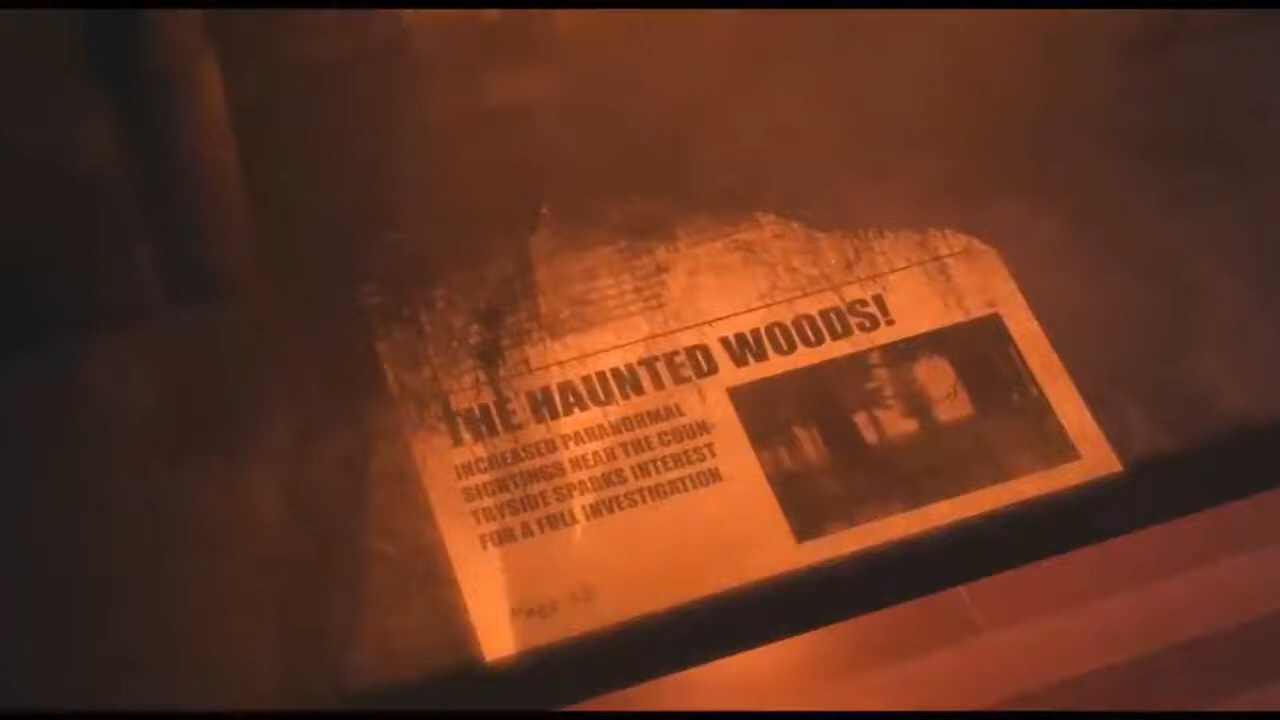 THE HAUNTED WOODS!
INCREASED PARANORMAL
SIGHTINGS NEAR THE COUN-
TRYSIDE SPARKS INTEREST
FOR A FULL INVESTIGATION